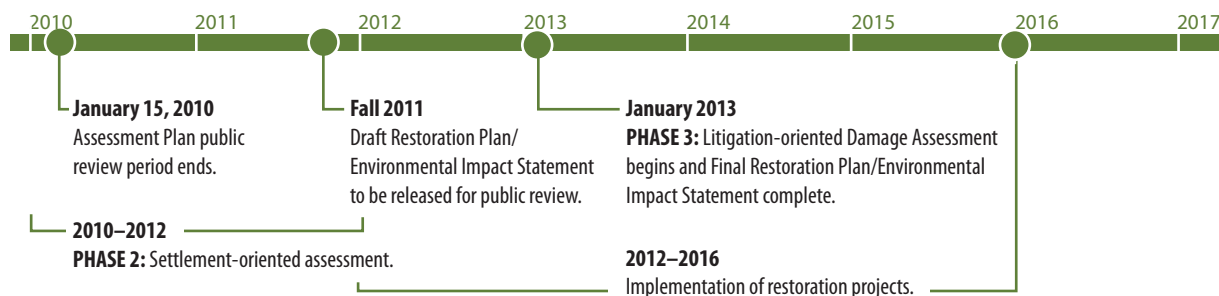 2010 2011 2012 2013 2014 2015 2016 2017
January 15, 2010
Assessment Plan public
review period ends.
Fall 2011
Draft Restoration Plan/
Environmental Impact Statement
to be released for public review.
January 2013
PHASE 3: Litigation-oriented Damage Assessment
begins and Final Restoration Plan/Environmental
Impact Statement complete.
2010–2012
PHASE 2: Settlement-oriented assessment.
2012–2016
Implementation of restoration projects.